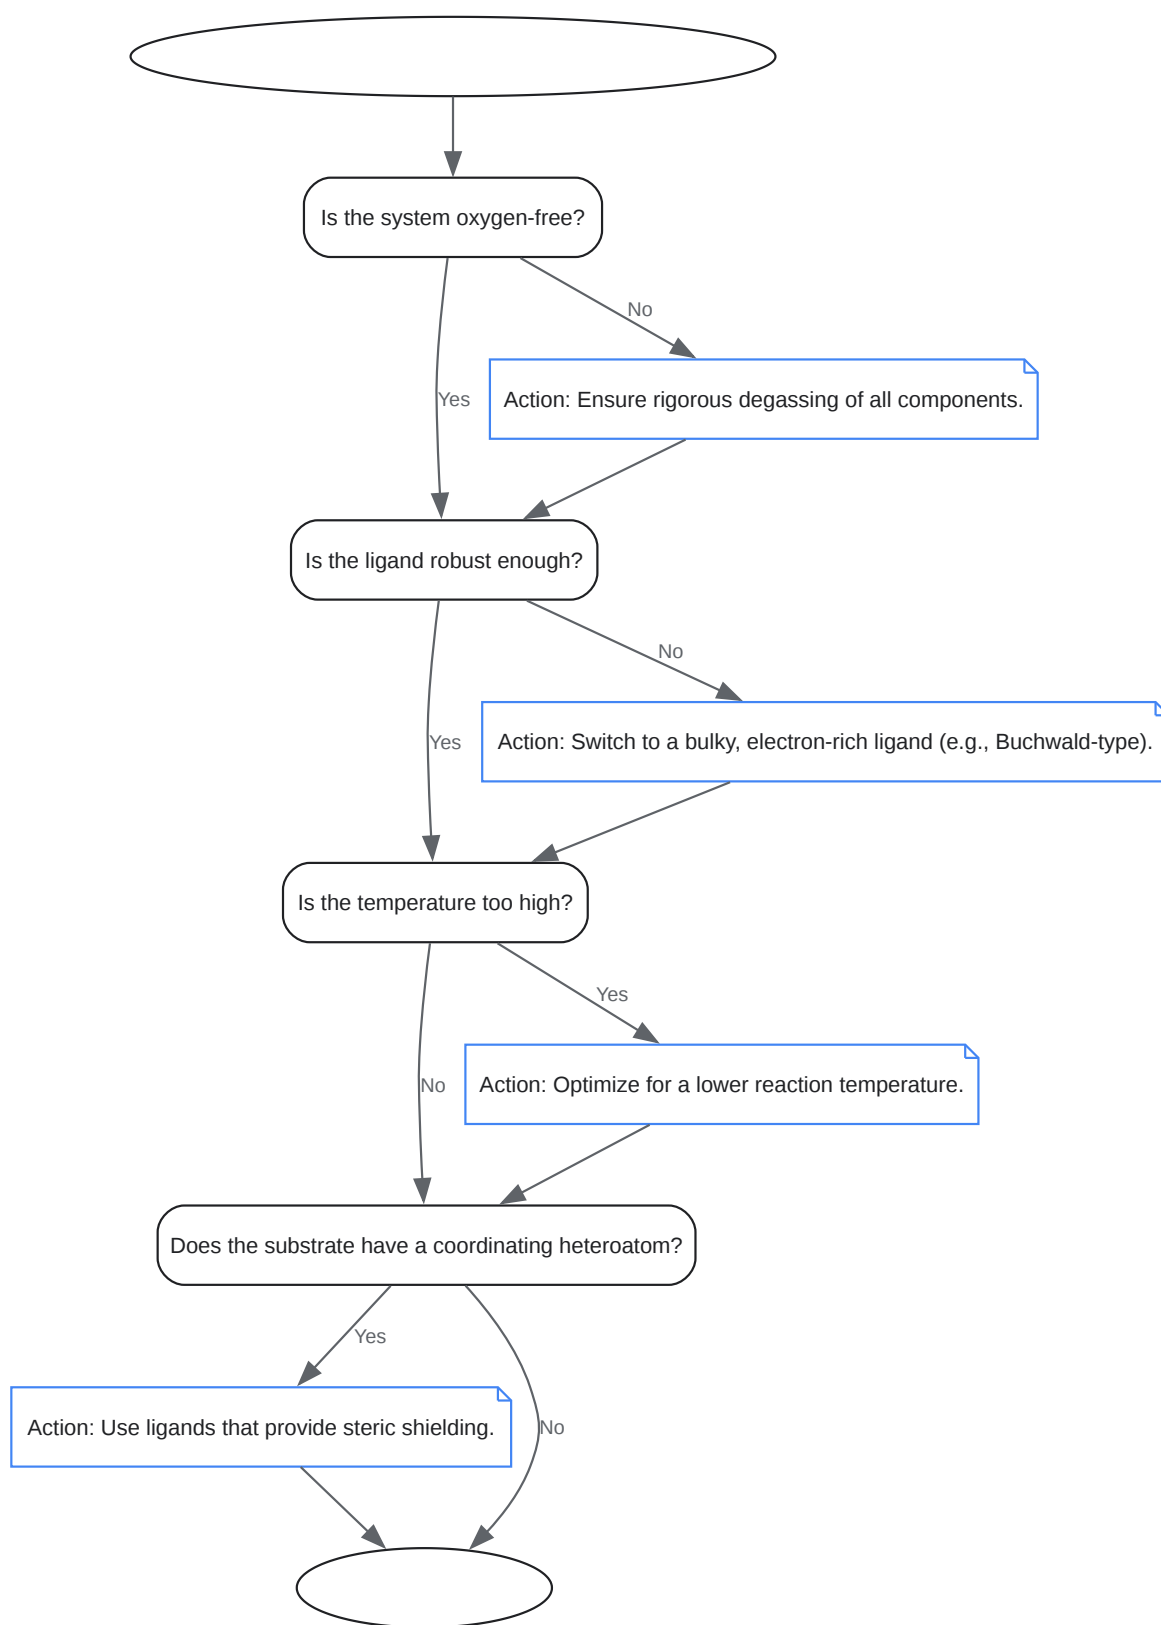 Is the system oxygen-free?
No
Yes
Action: Ensure rigorous degassing of all components.
Is the ligand robust enough?
No
Yes
Action: Switch to a bulky, electron-rich ligand (e.g., Buchwald-type).
Is the temperature too high?
Yes
No
Action: Optimize for a lower reaction temperature.
Does the substrate have a coordinating heteroatom?
Yes
Action: Use ligands that provide steric shielding.
No